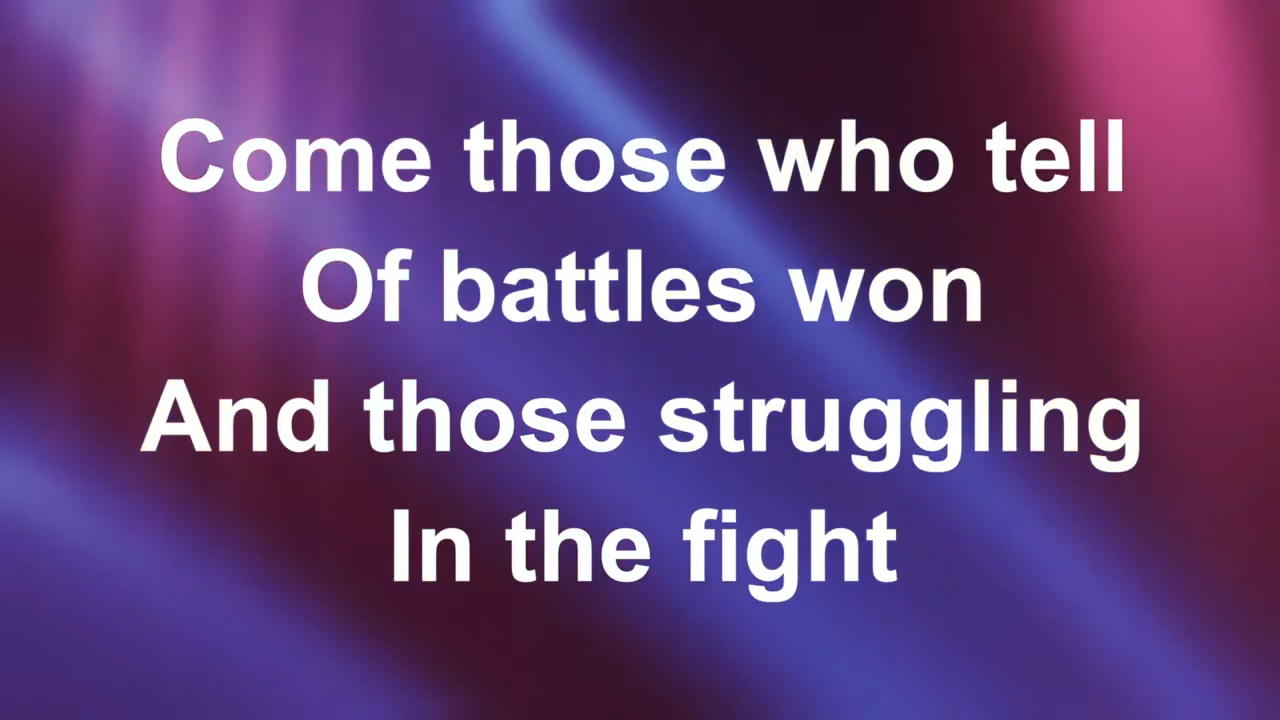 Come those who tell
Of battles won
And those struggling
In the fight